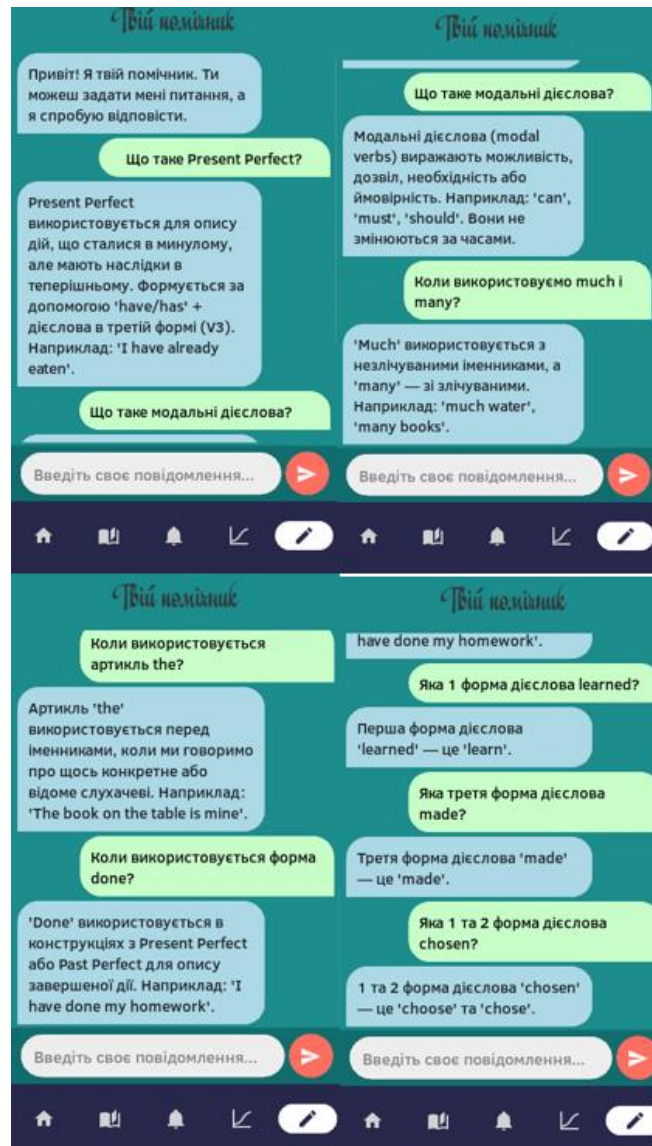 Твій помічник
Привіт! Я твій помічник. Ти
можеш задати мені питання, а
я спробую відповісти.
Що таке Present Perfect?
Present Perfect
використовується для опису
дій, що сталися в минулому,
але мають наслідки в
теперішньому. Формується за
допомогою 'have/has' +
дієслова в третій формі (V3).
Наприклад: 'I have already
eaten'.
Що таке модальні дієслова?
Введіть своє повідомлення...
Твій помічник
Що таке модальні дієслова?
Модальні дієслова (modal
verbs) виражають можливість,
дозвіл, необхідність або
ймовірність. Наприклад: 'can',
'must', 'should'. Вони не
змінюються за часами.
Коли використовуємо much і
many?
'Much' використовується з
незлічуваними іменниками, а
'many' — зі злічуваними.
Наприклад: 'much water',
'many books'.
Введіть своє повідомлення...
Твій помічник
Коли використовується
артикль the?
Артикль 'the'
використовується перед
іменниками, коли ми говоримо
про щось конкретне або
відоме слухачеві. Наприклад:
'The book on the table is mine'.
Коли використовується форма
done?
'Done' використовується в
конструкціях з Present Perfect
або Past Perfect для опису
завершеної дії. Наприклад: 'I
have done my homework'.
Введіть своє повідомлення...
Твій помічник
have done my homework'.
Яка 1 форма дієслова learned?
Перша форма дієслова
'learned' — це 'learn'.
Яка третя форма дієслова
made?
Третя форма дієслова 'made'
— це 'made'.
Яка 1 та 2 форма дієслова
chosen?
1 та 2 форма дієслова 'chosen'
— це 'choose' та 'chose'.
Введіть своє повідомлення...